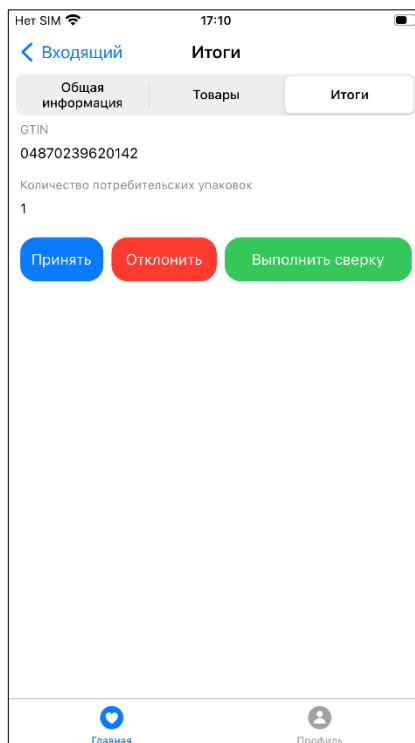 Нет SIM 17:10
Входящий Итоги
Общая информация Товары Итоги
GTIN
04870239620142
Количество потребительских упаковок
1
Принять Отклонить Выполнить сверку
Главная Профиль